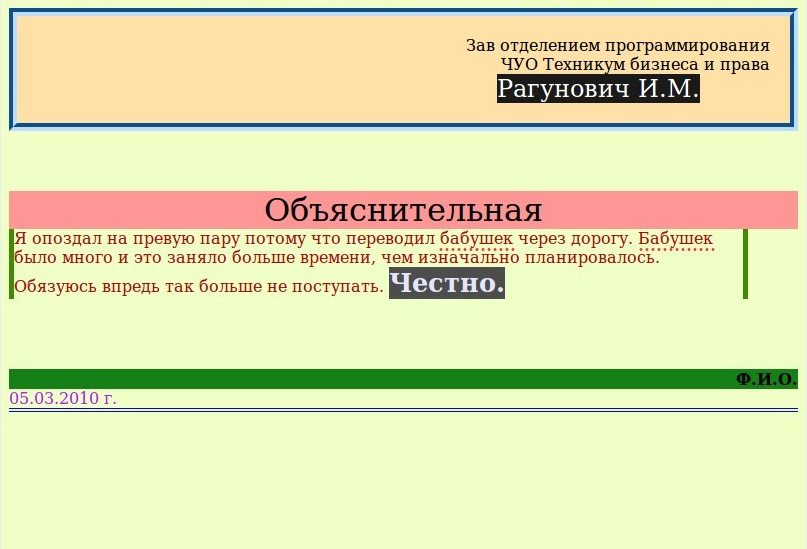 Зав отделением программирования
ЧУО Техникум бизнеса и права
Рагунович И.М.
Объяснительная
Я опоздал на превую пару потому что переводил бабушек через дорогу. Бабушек
было много и это заняло больше времени, чем изначально планировалось.
Обязуюсь впредь так больше не поступать. Честно.
Ф.И.О.
05.03.2010 г.